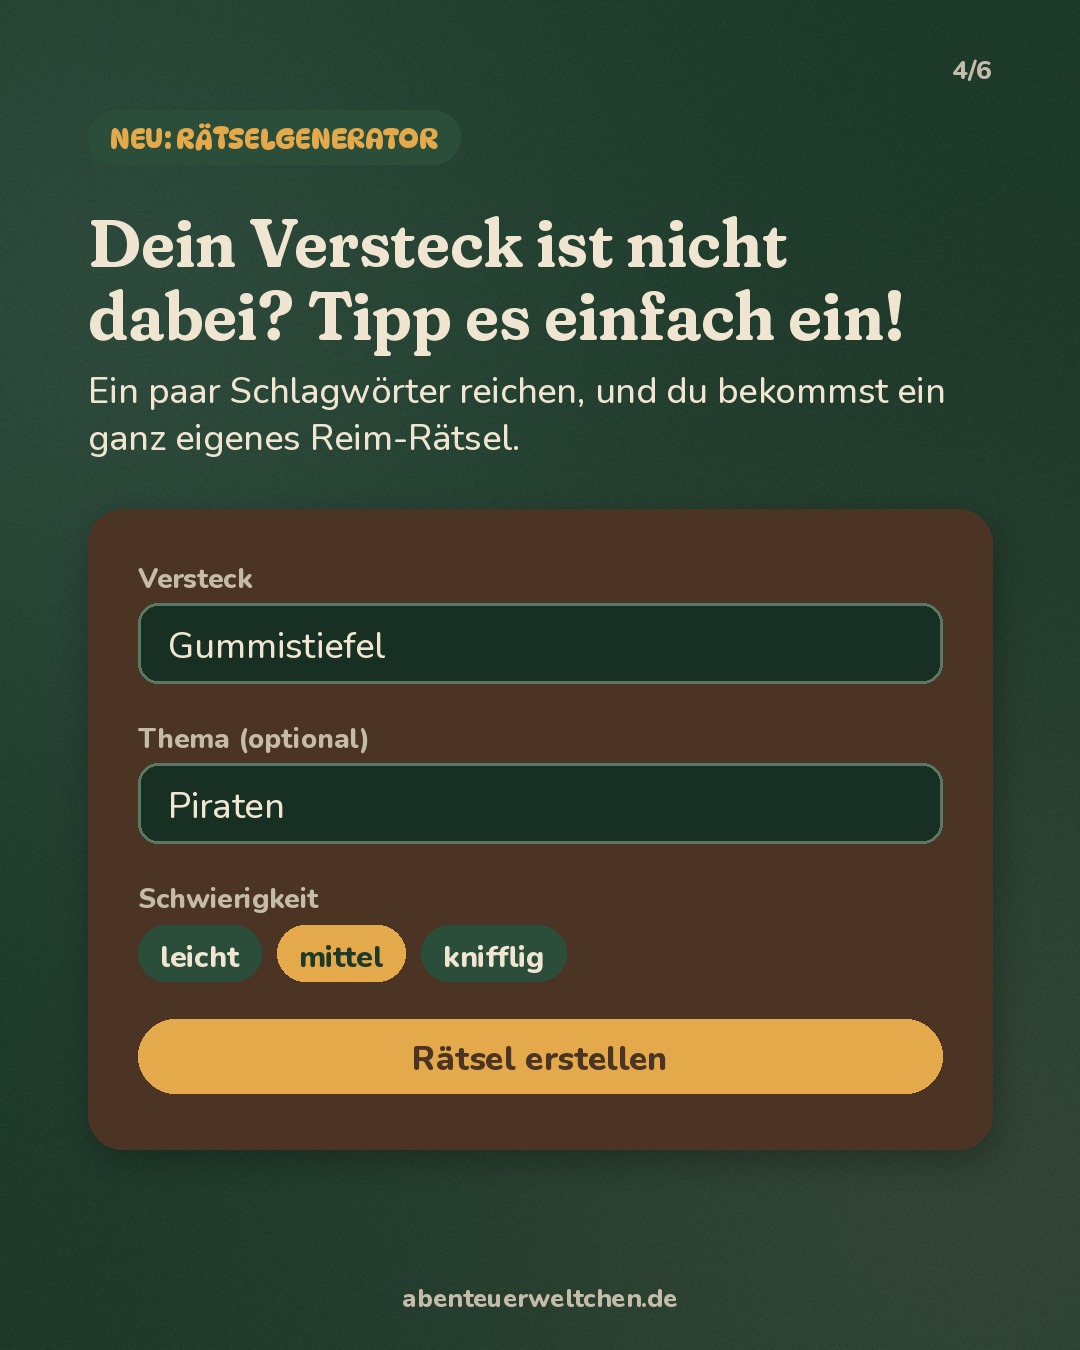 4/6
NEU: RÄTSELGENERATOR
Dein Versteck ist nicht
dabei? Tipp es einfach ein!
Ein paar Schlagwörter reichen, und du bekommst ein
ganz eigenes Reim-Rätsel.
Versteck
Gummistiefel
Thema (optional)
Piraten
Schwierigkeit
leicht mittel knifflig
Rätsel erstellen
abenteuerweltchen.de